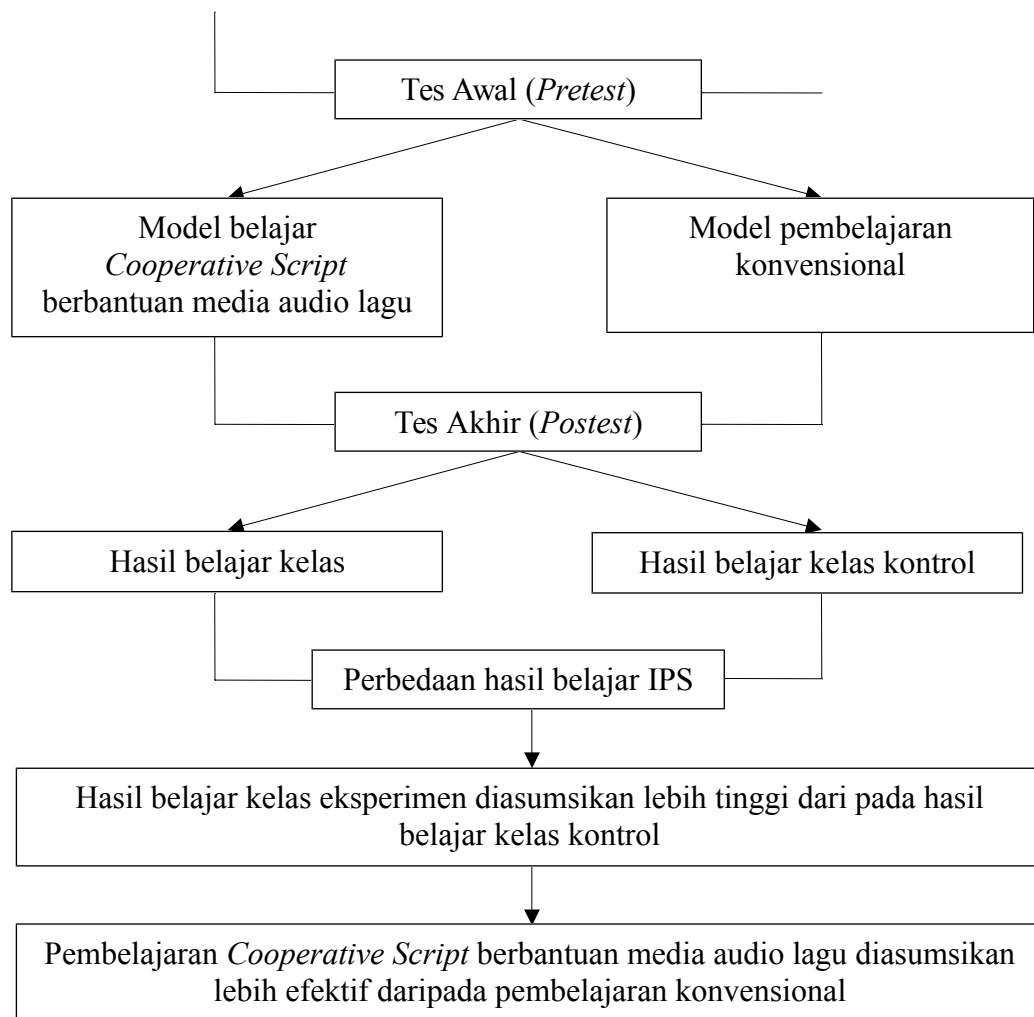 Tes Awal (Pretest)
Model belajar
Cooperative Script
berbantuan media audio lagu
Model pembelajaran
konvensional
Tes Akhir (Postest)
Hasil belajar kelas
Hasil belajar kelas kontrol
Perbedaan hasil belajar IPS
Hasil belajar kelas eksperimen diasumsikan lebih tinggi dari pada hasil
belajar kelas kontrol
Pembelajaran Cooperative Script berbantuan media audio lagu diasumsikan
lebih efektif daripada pembelajaran konvensional